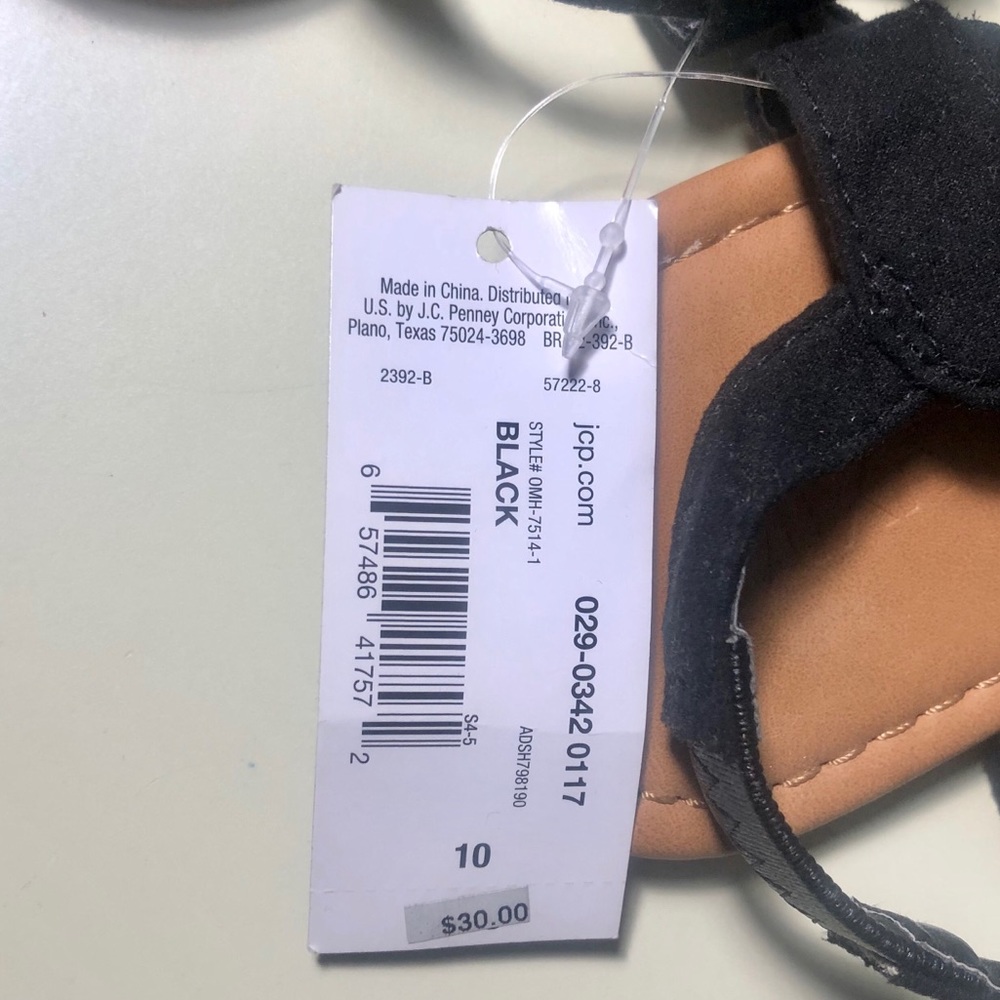 Made in China. Distributed
U.S. by J.C. Penney
Plano, Texas 75024-3698
2392-B 57222-8
jcp.com 029-0342 0117
STYLE# 0MH-7514-1 ADSH798190
BLACK
S4-5
6 57486 41757 2
10
$30.00